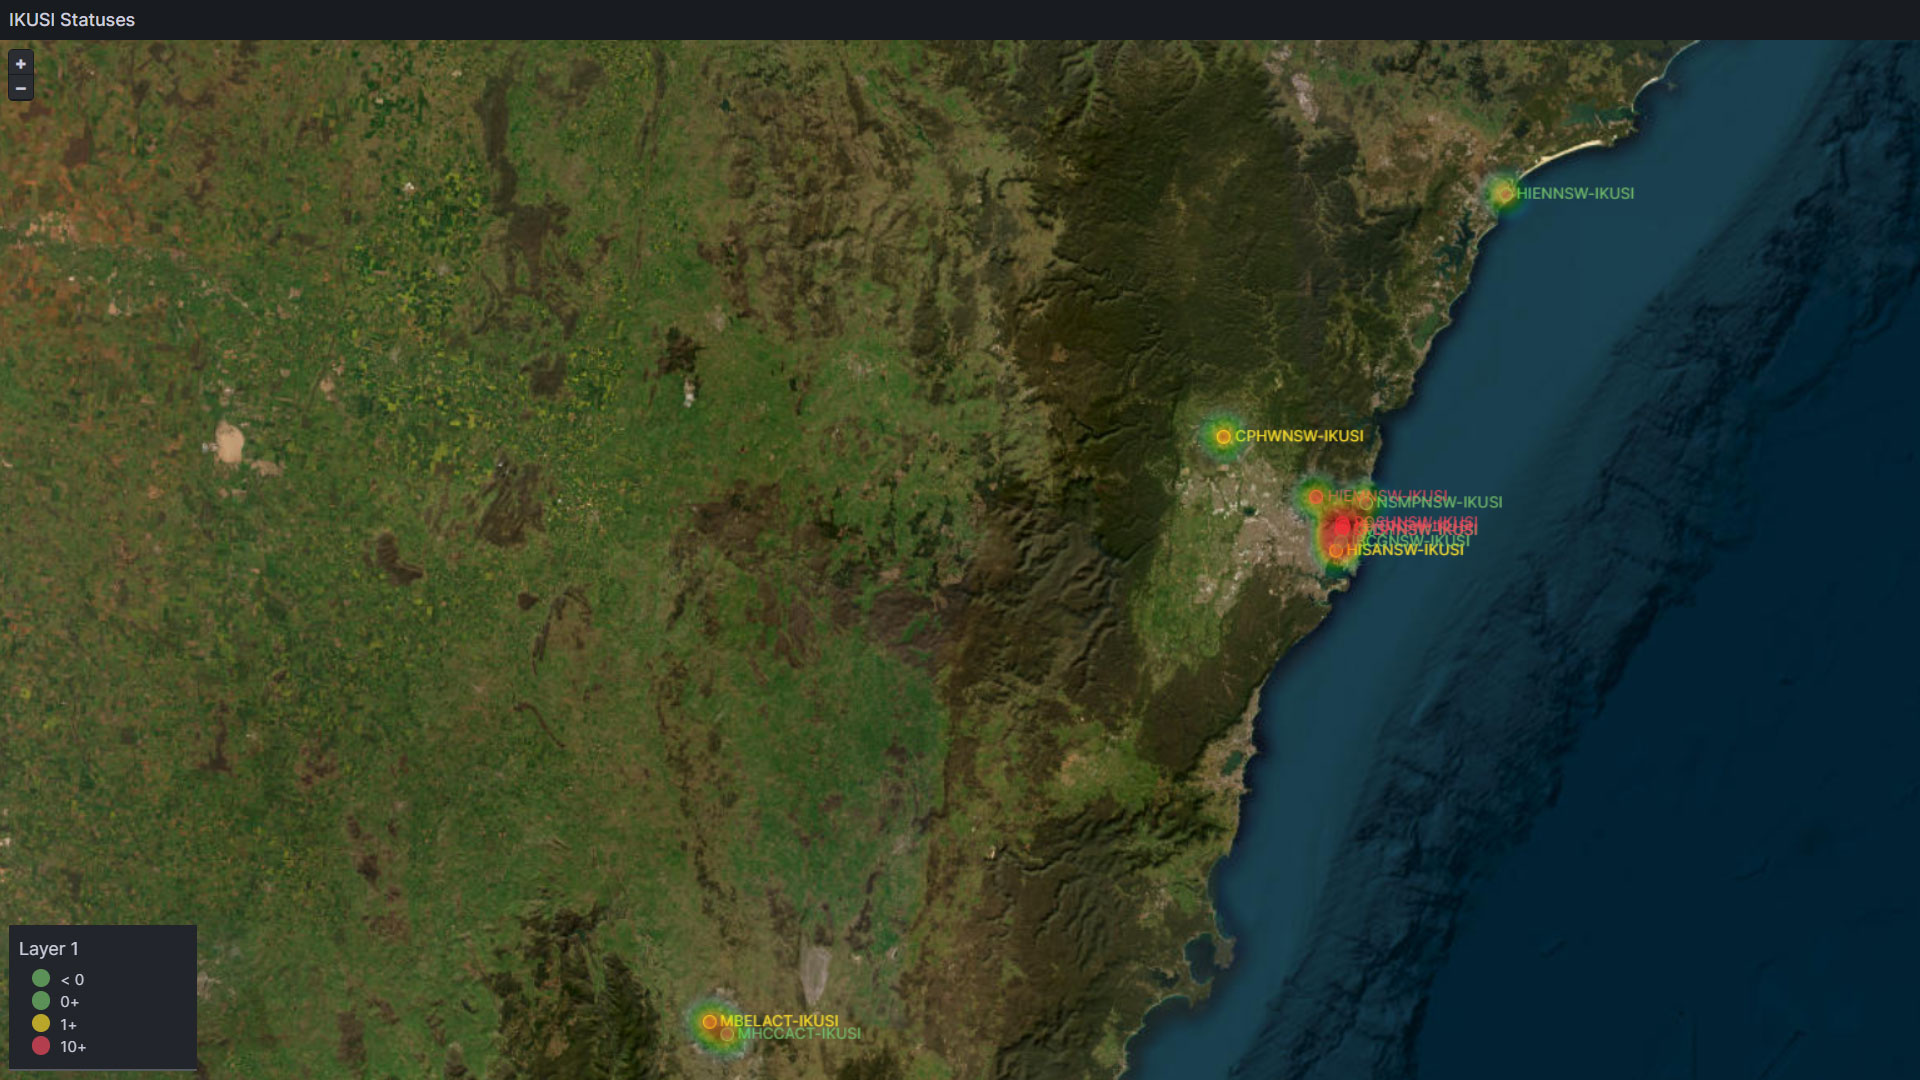 IKUSI Statuses
+
−
HIENNSW-IKUSI
CPHWNSW-IKUSI
NSMPNSW-IKUSI
HISANSW-IKUSI
MBELACT-IKUSI
MHCCACT-IKUSI
Layer 1
< 0
0+
1+
10+